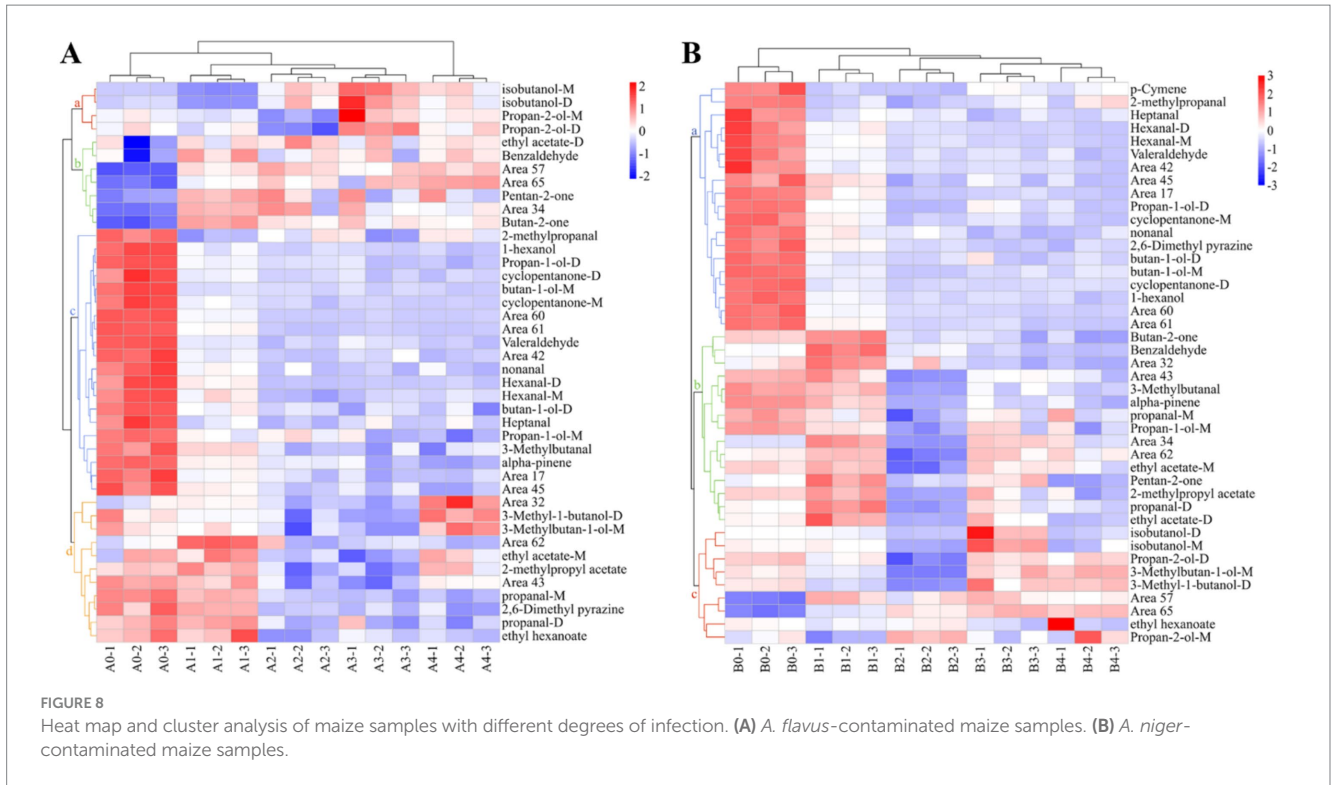 A
a
b
c
d
2
1
0
-1
-2
isobutanol-M
isobutanol-D
Propan-2-ol-M
Propan-2-ol-D
ethyl acetate-D
Benzaldehyde
Area 57
Area 65
Pentan-2-one
Area 34
Butan-2-one
2-methylpropanal
1-hexanol
Propan-1-ol-D
cyclopentanone-D
butan-1-ol-M
cyclopentanone-M
Area 60
Area 61
Valeraldehyde
Area 42
nonanal
Hexanal-D
Hexanal-M
butan-1-ol-D
Heptanal
Propan-1-ol-M
3-Methylbutanal
alpha-pinene
Area 17
Area 45
Area 32
3-Methyl-1-butanol-D
3-Methylbutan-1-ol-M
Area 62
ethyl acetate-M
2-methylpropyl acetate
Area 43
propanal-M
2,6-Dimethyl pyrazine
propanal-D
ethyl hexanoate
A0-1 A0-2 A0-3 A1-1 A1-2 A1-3 A2-1 A2-2 A2-3 A3-1 A3-2 A3-3 A4-1 A4-2 A4-3
B
a
b
c
3
2
1
0
-1
-2
-3
p-Cymene
2-methylpropanal
Heptanal
Hexanal-D
Hexanal-M
Valeraldehyde
Area 42
Area 45
Area 17
Propan-1-ol-D
cyclopentanone-M
nonanal
2,6-Dimethyl pyrazine
butan-1-ol-D
butan-1-ol-M
cyclopentanone-D
1-hexanol
Area 60
Area 61
Butan-2-one
Benzaldehyde
Area 32
Area 43
3-Methylbutanal
alpha-pinene
propanal-M
Propan-1-ol-M
Area 34
Area 62
ethyl acetate-M
Pentan-2-one
2-methylpropyl acetate
propanal-D
ethyl acetate-D
isobutanol-D
isobutanol-M
Propan-2-ol-D
3-Methylbutan-1-ol-M
3-Methyl-1-butanol-D
Area 57
Area 65
ethyl hexanoate
Propan-2-ol-M
B0-1 B0-2 B0-3 B1-1 B1-2 B1-3 B2-1 B2-2 B2-3 B3-1 B3-2 B3-3 B4-1 B4-2 B4-3
FIGURE 8
Heat map and cluster analysis of maize samples with different degrees of infection. (A) A. flavus-contaminated maize samples. (B) A. niger-
contaminated maize samples.